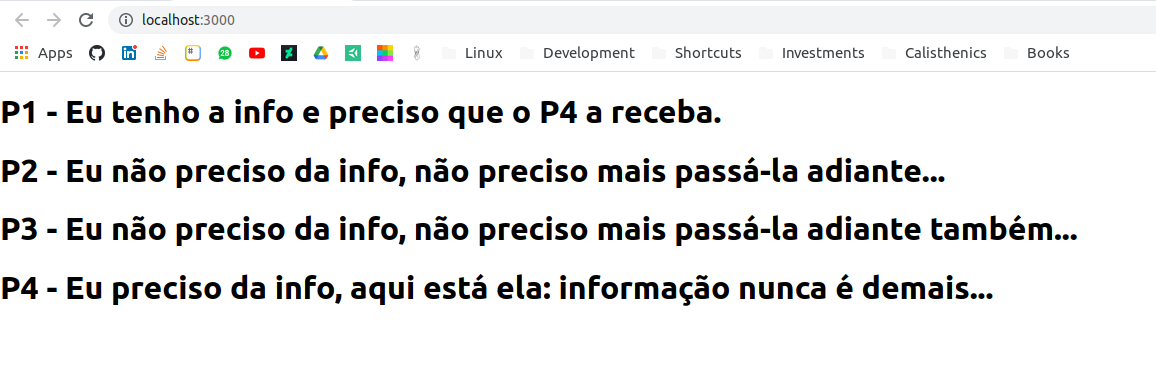 localhost:3000
Apps 28 Linux Development Shortcuts Investments Calisthenics Books
P1 - Eu tenho a info e preciso que o P4 a receba.
P2 - Eu não preciso da info, não preciso mais passá-la adiante...
P3 - Eu não preciso da info, não preciso mais passá-la adiante também...
P4 - Eu preciso da info, aqui está ela: informação nunca é demais...